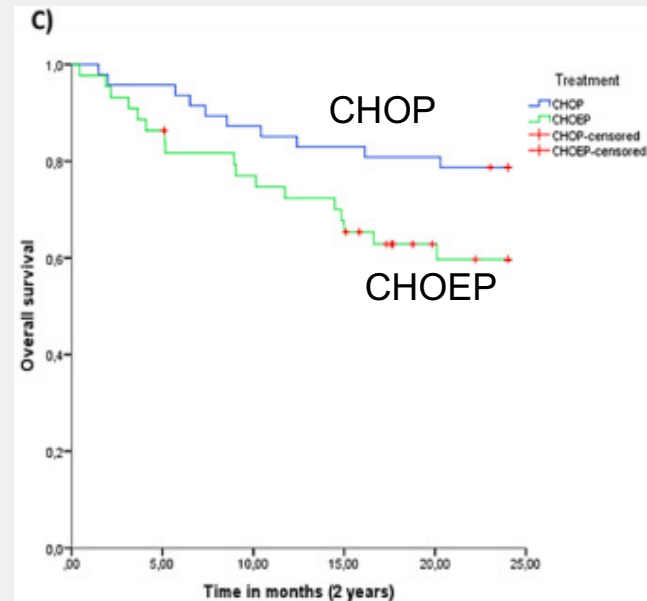 C)
Treatment
CHOP
CHOEP
CHOP-censored
CHOEP-censored
CHOP
CHOEP
Overall survival
1,0
0,8
0,6
0,4
0,2
0,0
,00
5,00
10,00
15,00
20,00
25,00
Time in months (2 years)